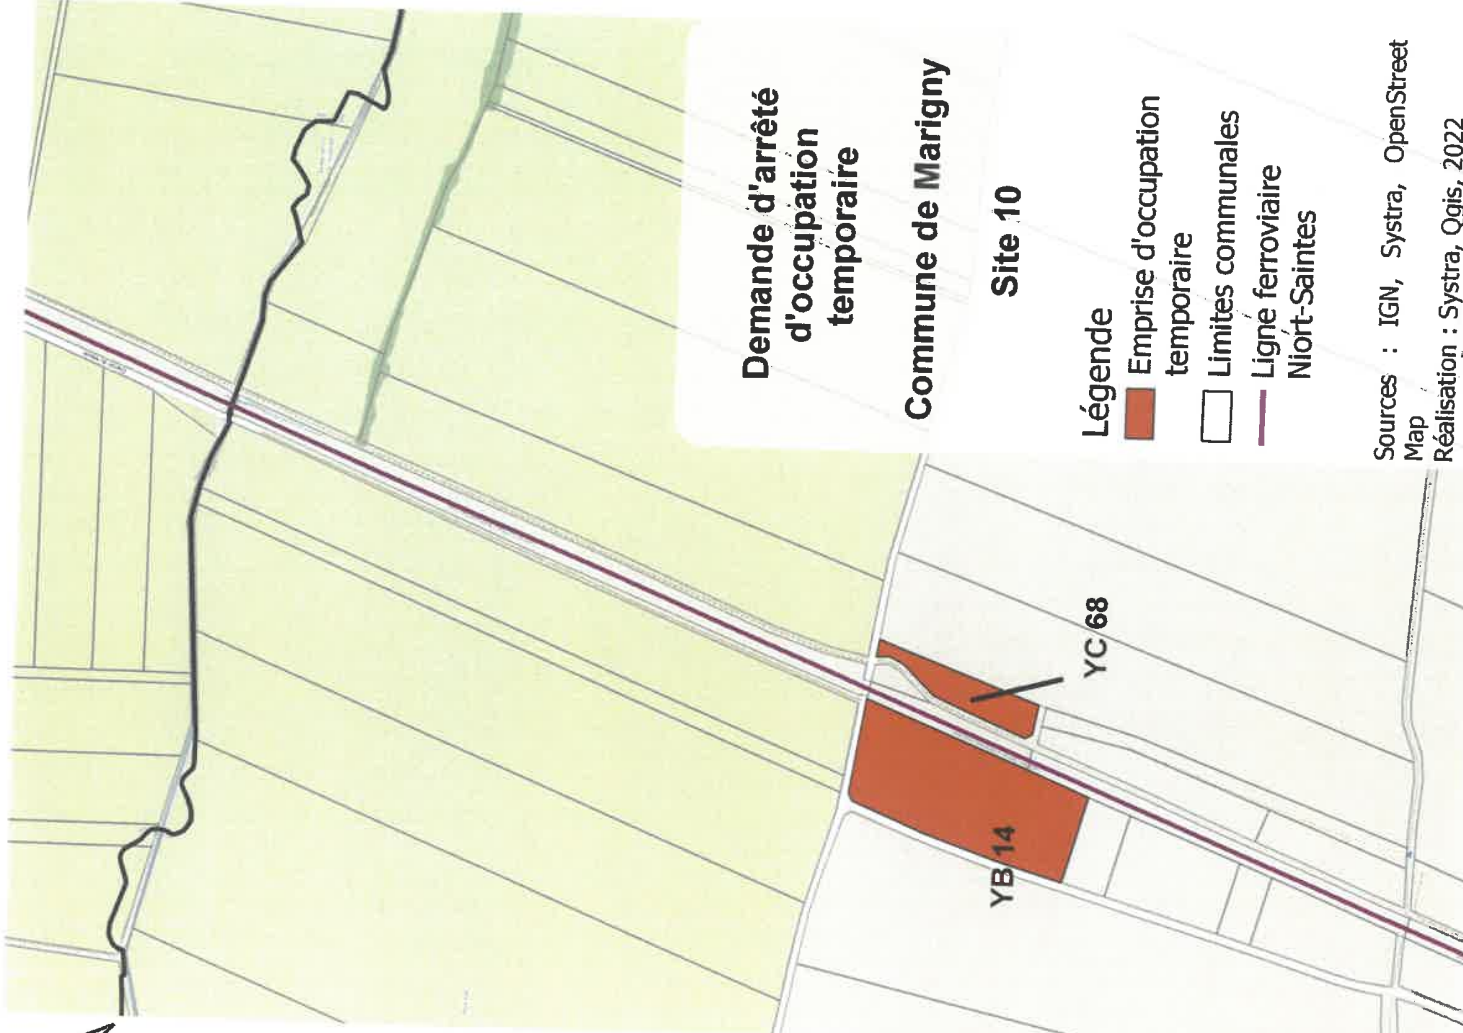 Demande d'arrêté
d'occupation
temporaire
Commune de Marigny
Site 10
Légende
Emprise d'occupation
temporaire
Limites communales
Ligne ferroviaire
Niort-Saintes
Sources : IGN, Systra, OpenStreet
Map
Réalisation : Systra, Qgis, 2022
YC 68
YB 14